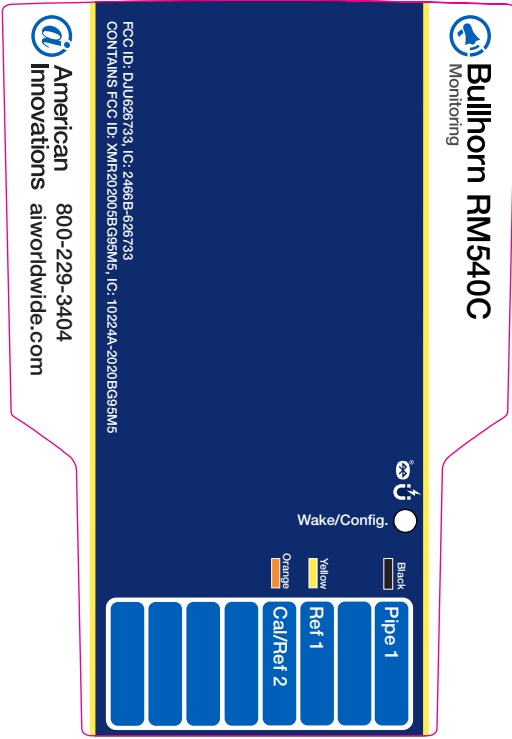 Bullhorn RM540C
Monitoring
Wake/Config.
Black
Pipe 1
Yellow
Ref 1
Orange
Cal/Ref 2
FCC ID: DJU626733, IC: 2466B-626733
CONTAINS FCC ID: XMR202005BG95M5, IC: 10224A-2020BG95M5
American 800-229-3404
Innovations aiworldwide.com